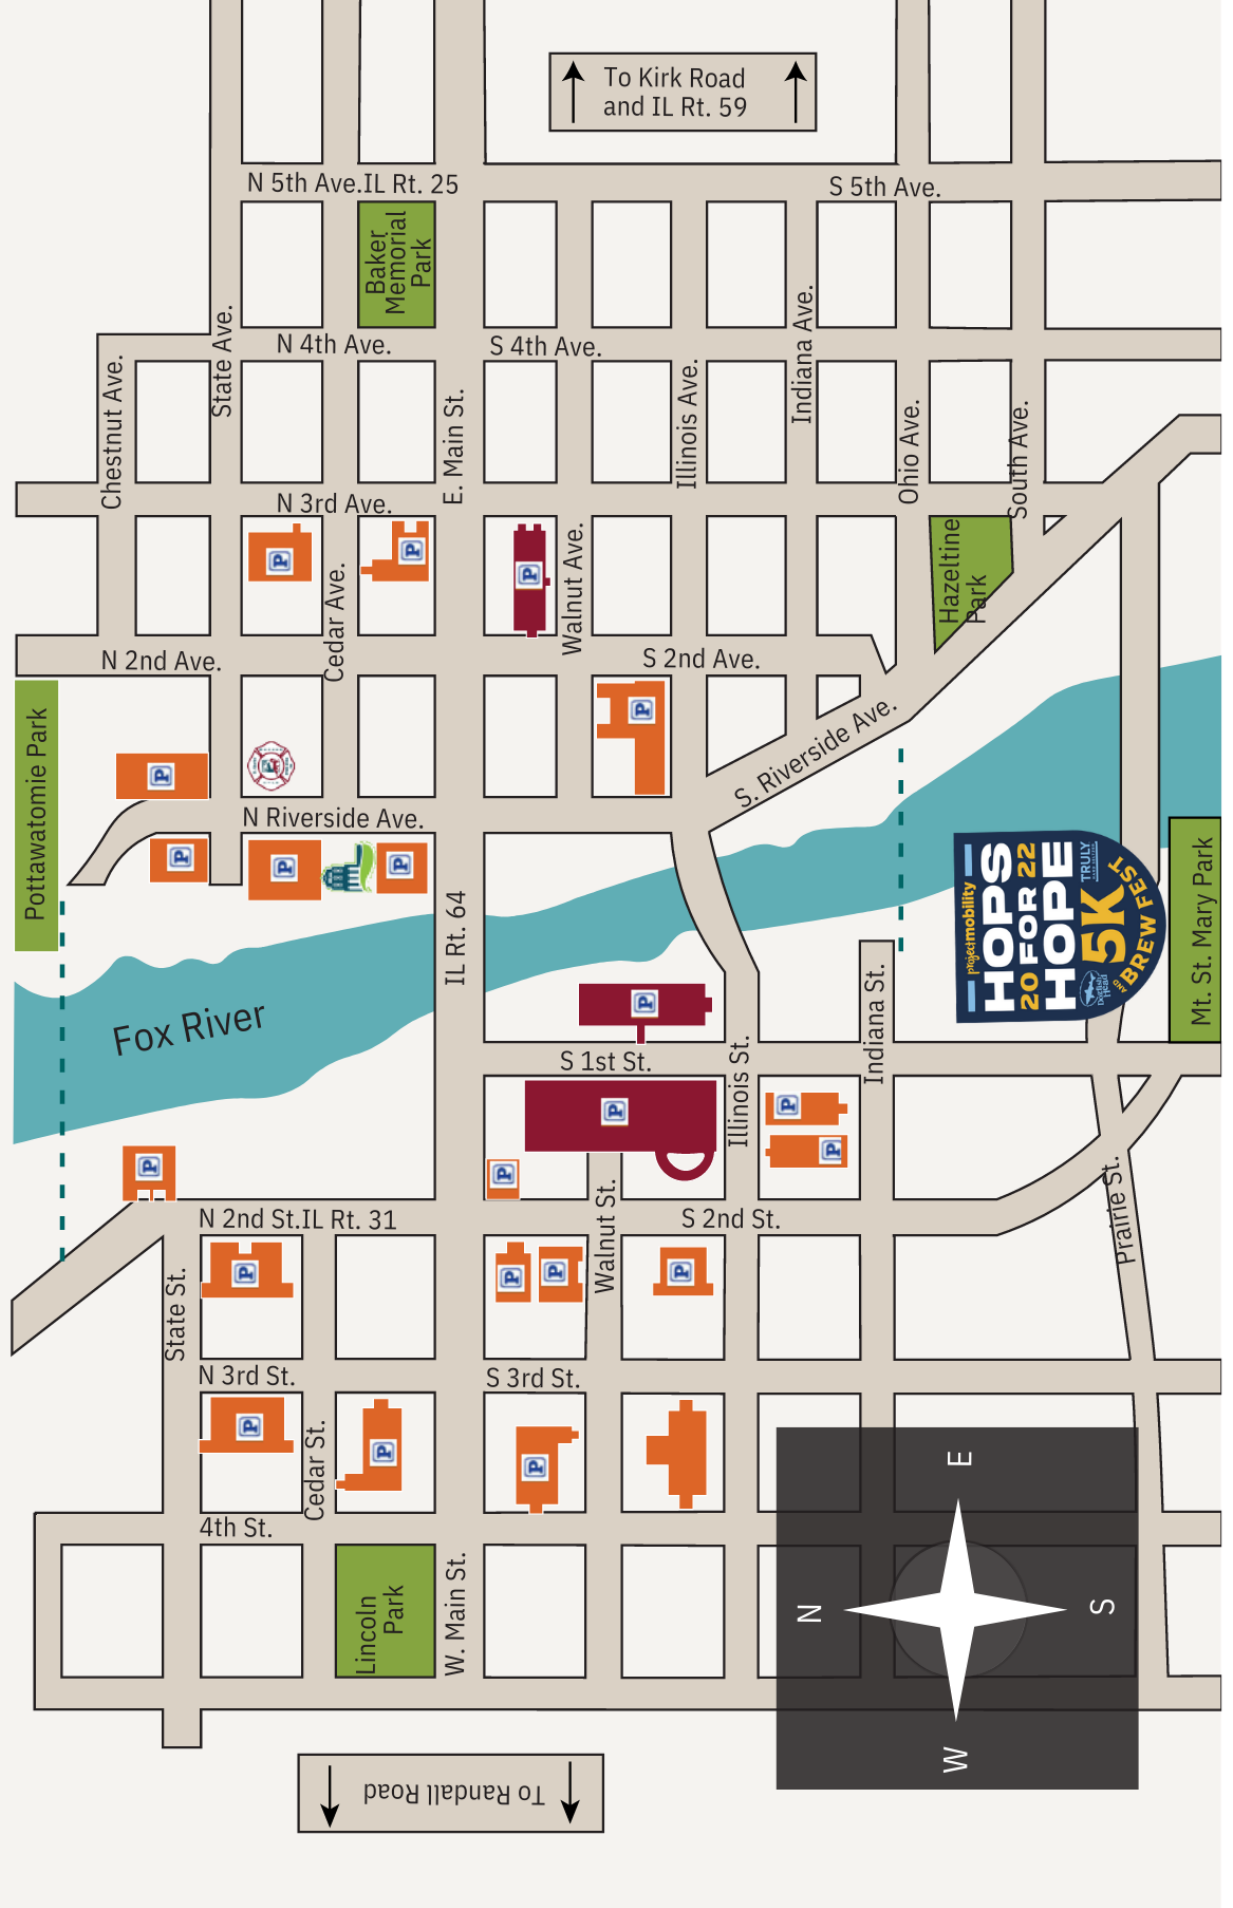 To Kirk Road
and IL Rt. 59
N 5th Ave.
IL Rt. 25
S 5th Ave.
Baker
Memorial
Park
State Ave.
N 4th Ave.
S 4th Ave.
Indiana Ave.
Chestnut Ave.
E. Main St.
Illinois Ave.
Ohio Ave.
South Ave.
N 3rd Ave.
P
P
P
Cedar Ave.
Walnut Ave.
Hazeltine
Park
N 2nd Ave.
S 2nd Ave.
Pottawatomie Park
P
P
S. Riverside Ave.
N Riverside Ave.
P
P
P
IL Rt. 64
projectmobility
HOPS
20 FOR 22
HOPE
5K
TRULY
AND
BREW FEST
Dogfish
Head
Mt. St. Mary Park
Fox River
P
S 1st St.
Illinois St.
Indiana St.
P
P
P
P
P
N 2nd St.
IL Rt. 31
S 2nd St.
Walnut St.
Prairie St.
State St.
P
P
P
P
N 3rd St.
S 3rd St.
P
P
P
Cedar St.
4th St.
Lincoln
Park
W. Main St.
E
N
S
W
To Randall Road